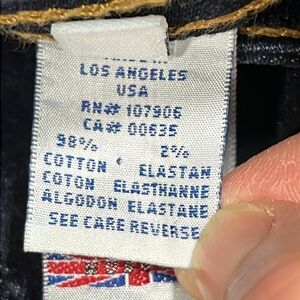 LOS ANGELES
USA
RN# 107906
CA# 00635
98% 2%
COTTON ELASTAN
COTON ELASTHANNE
ALGODON ELASTANE
SEE CARE REVERSE